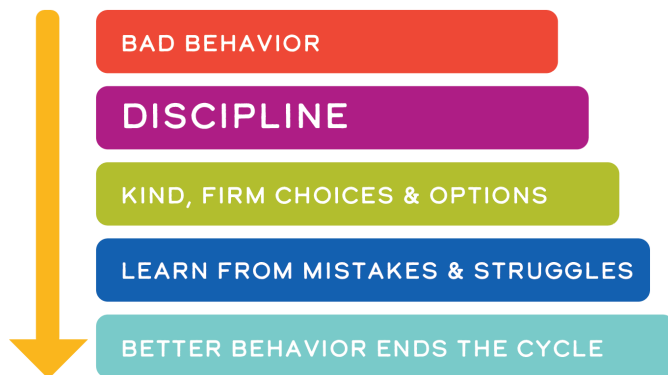 BAD BEHAVIOR
DISCIPLINE
KIND, FIRM CHOICES & OPTIONS
LEARN FROM MISTAKES & STRUGGLES
BETTER BEHAVIOR ENDS THE CYCLE